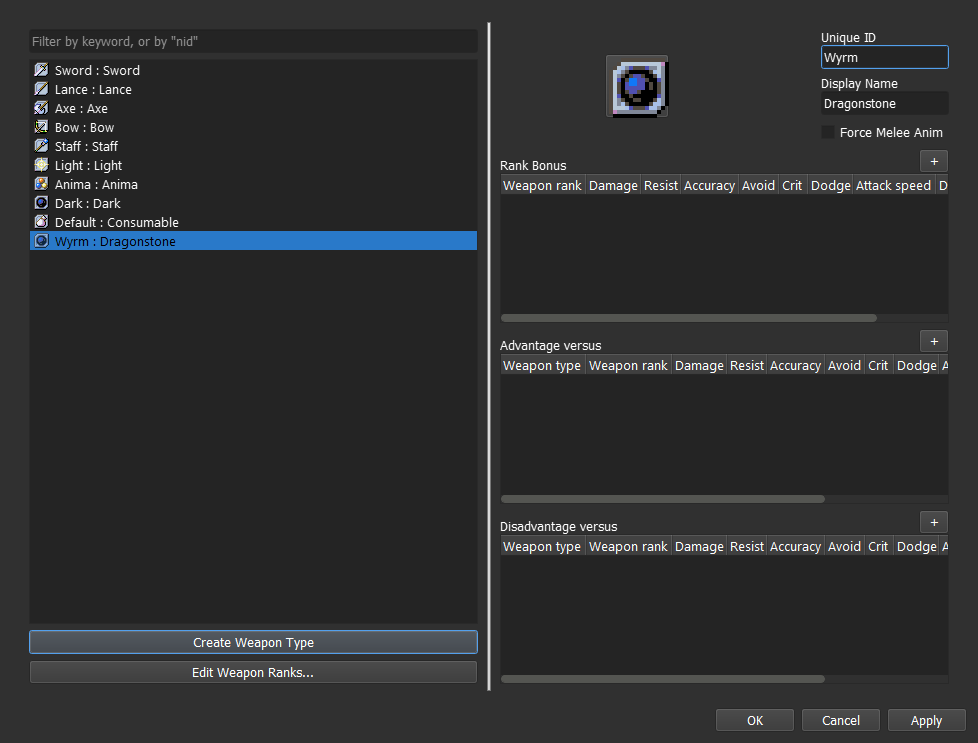 Filter by keyword, or by "nid"
Sword : Sword
Lance : Lance
Axe : Axe
Bow : Bow
Staff : Staff
Light : Light
Anima : Anima
Dark : Dark
Default : Consumable
Wyrm : Dragonstone
Create Weapon Type
Edit Weapon Ranks...
Unique ID
Wyrm
Display Name
Dragonstone
Force Melee Anim
Rank Bonus +
Weapon rank Damage Resist Accuracy Avoid Crit Dodge Attack speed D
Advantage versus +
Weapon type Weapon rank Damage Resist Accuracy Avoid Crit Dodge A
Disadvantage versus +
Weapon type Weapon rank Damage Resist Accuracy Avoid Crit Dodge A
OK Cancel Apply